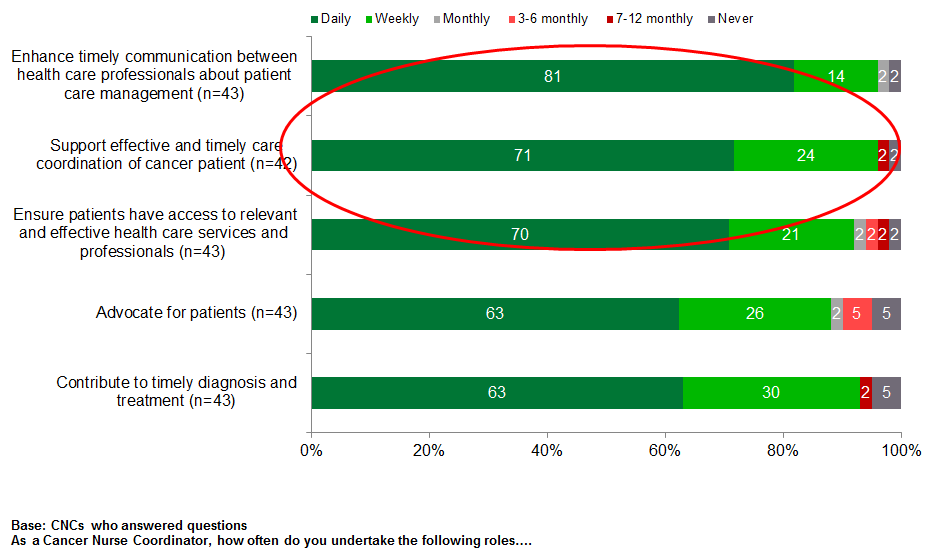 Daily Weekly Monthly 3-6 monthly 7-12 monthly Never
Enhance timely communication between
health care professionals about patient
care management (n=43)
81 14 2 2
Support effective and timely care
coordination of cancer patient (n=42)
71 24 2 2
Ensure patients have access to relevant
and effective health care services and
professionals (n=43)
70 21 2 2 2 2
Advocate for patients (n=43)
63 26 2 5 5
Contribute to timely diagnosis and
treatment (n=43)
63 30 2 5
0% 20% 40% 60% 80% 100%
Base: CNCs who answered questions
As a Cancer Nurse Coordinator, how often do you undertake the following roles….